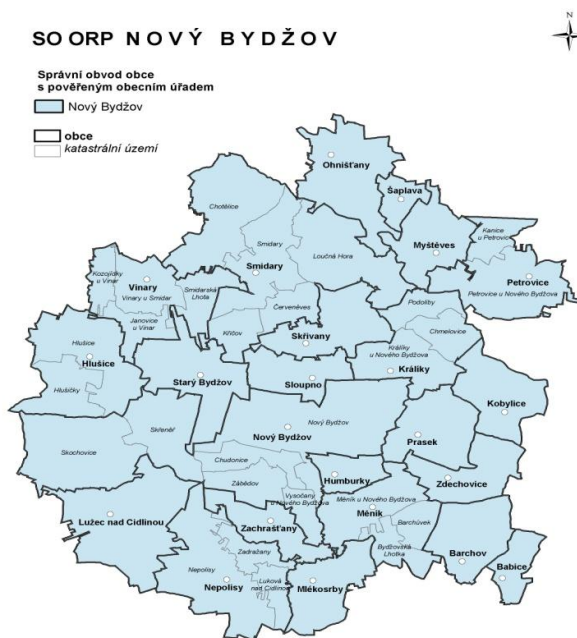 SO ORP NOVÝ BYDŽOV
N
Správní obvod obce
s pověřeným obecním úřadem
Nový Bydžov
obce
katastrální území
Ohnišťany
Šaplava
Chotělice
Kanice
u Petrovic
Smidary
Loučná Hora
Myštěves
Kozojídky
u Vinar
Vinary
Smidary
Petrovice
Vinary u Smidar
Smidarská
Lhota
Petrovice u Nového Bydžova
Červeněves
Podoliby
Janovice
u Vinar
Křičov
Skřivany
Chmelovice
Hlušice
Hlušice
Králíky
u Nového Bydžova
Starý Bydžov
Sloupno
Králíky
Hlušičky
Kobylice
Skřeněř
Nový Bydžov
Nový Bydžov
Prasek
Skochovice
Chudonice
Zábědov
Humburky
Zdechovice
Vysočany
u Nového Bydžova
Měník u Nového Bydžova
Lužec nad Cidlinou
Zachrašťany
Měník
Barchůvek
Zadražany
Bydžovská
Lhotka
Barchov
Nepolisy
Babice
Nepolisy
Luková
nad Cidlinou
Mlékosrby